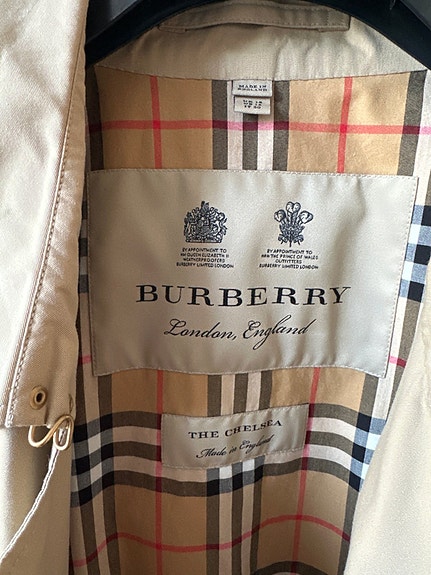 MADE IN
ENGLAND
BY APPOINTMENT TO
HM QUEEN ELIZABETH II
WEATHERPROOFERS
BURBERRY LIMITED LONDON
BY APPOINTMENT TO
HRH THE PRINCE OF WALES
OUTFITTERS
BURBERRY LIMITED LONDON
BURBERRY
London, England
THE CHELSEA
Made in England